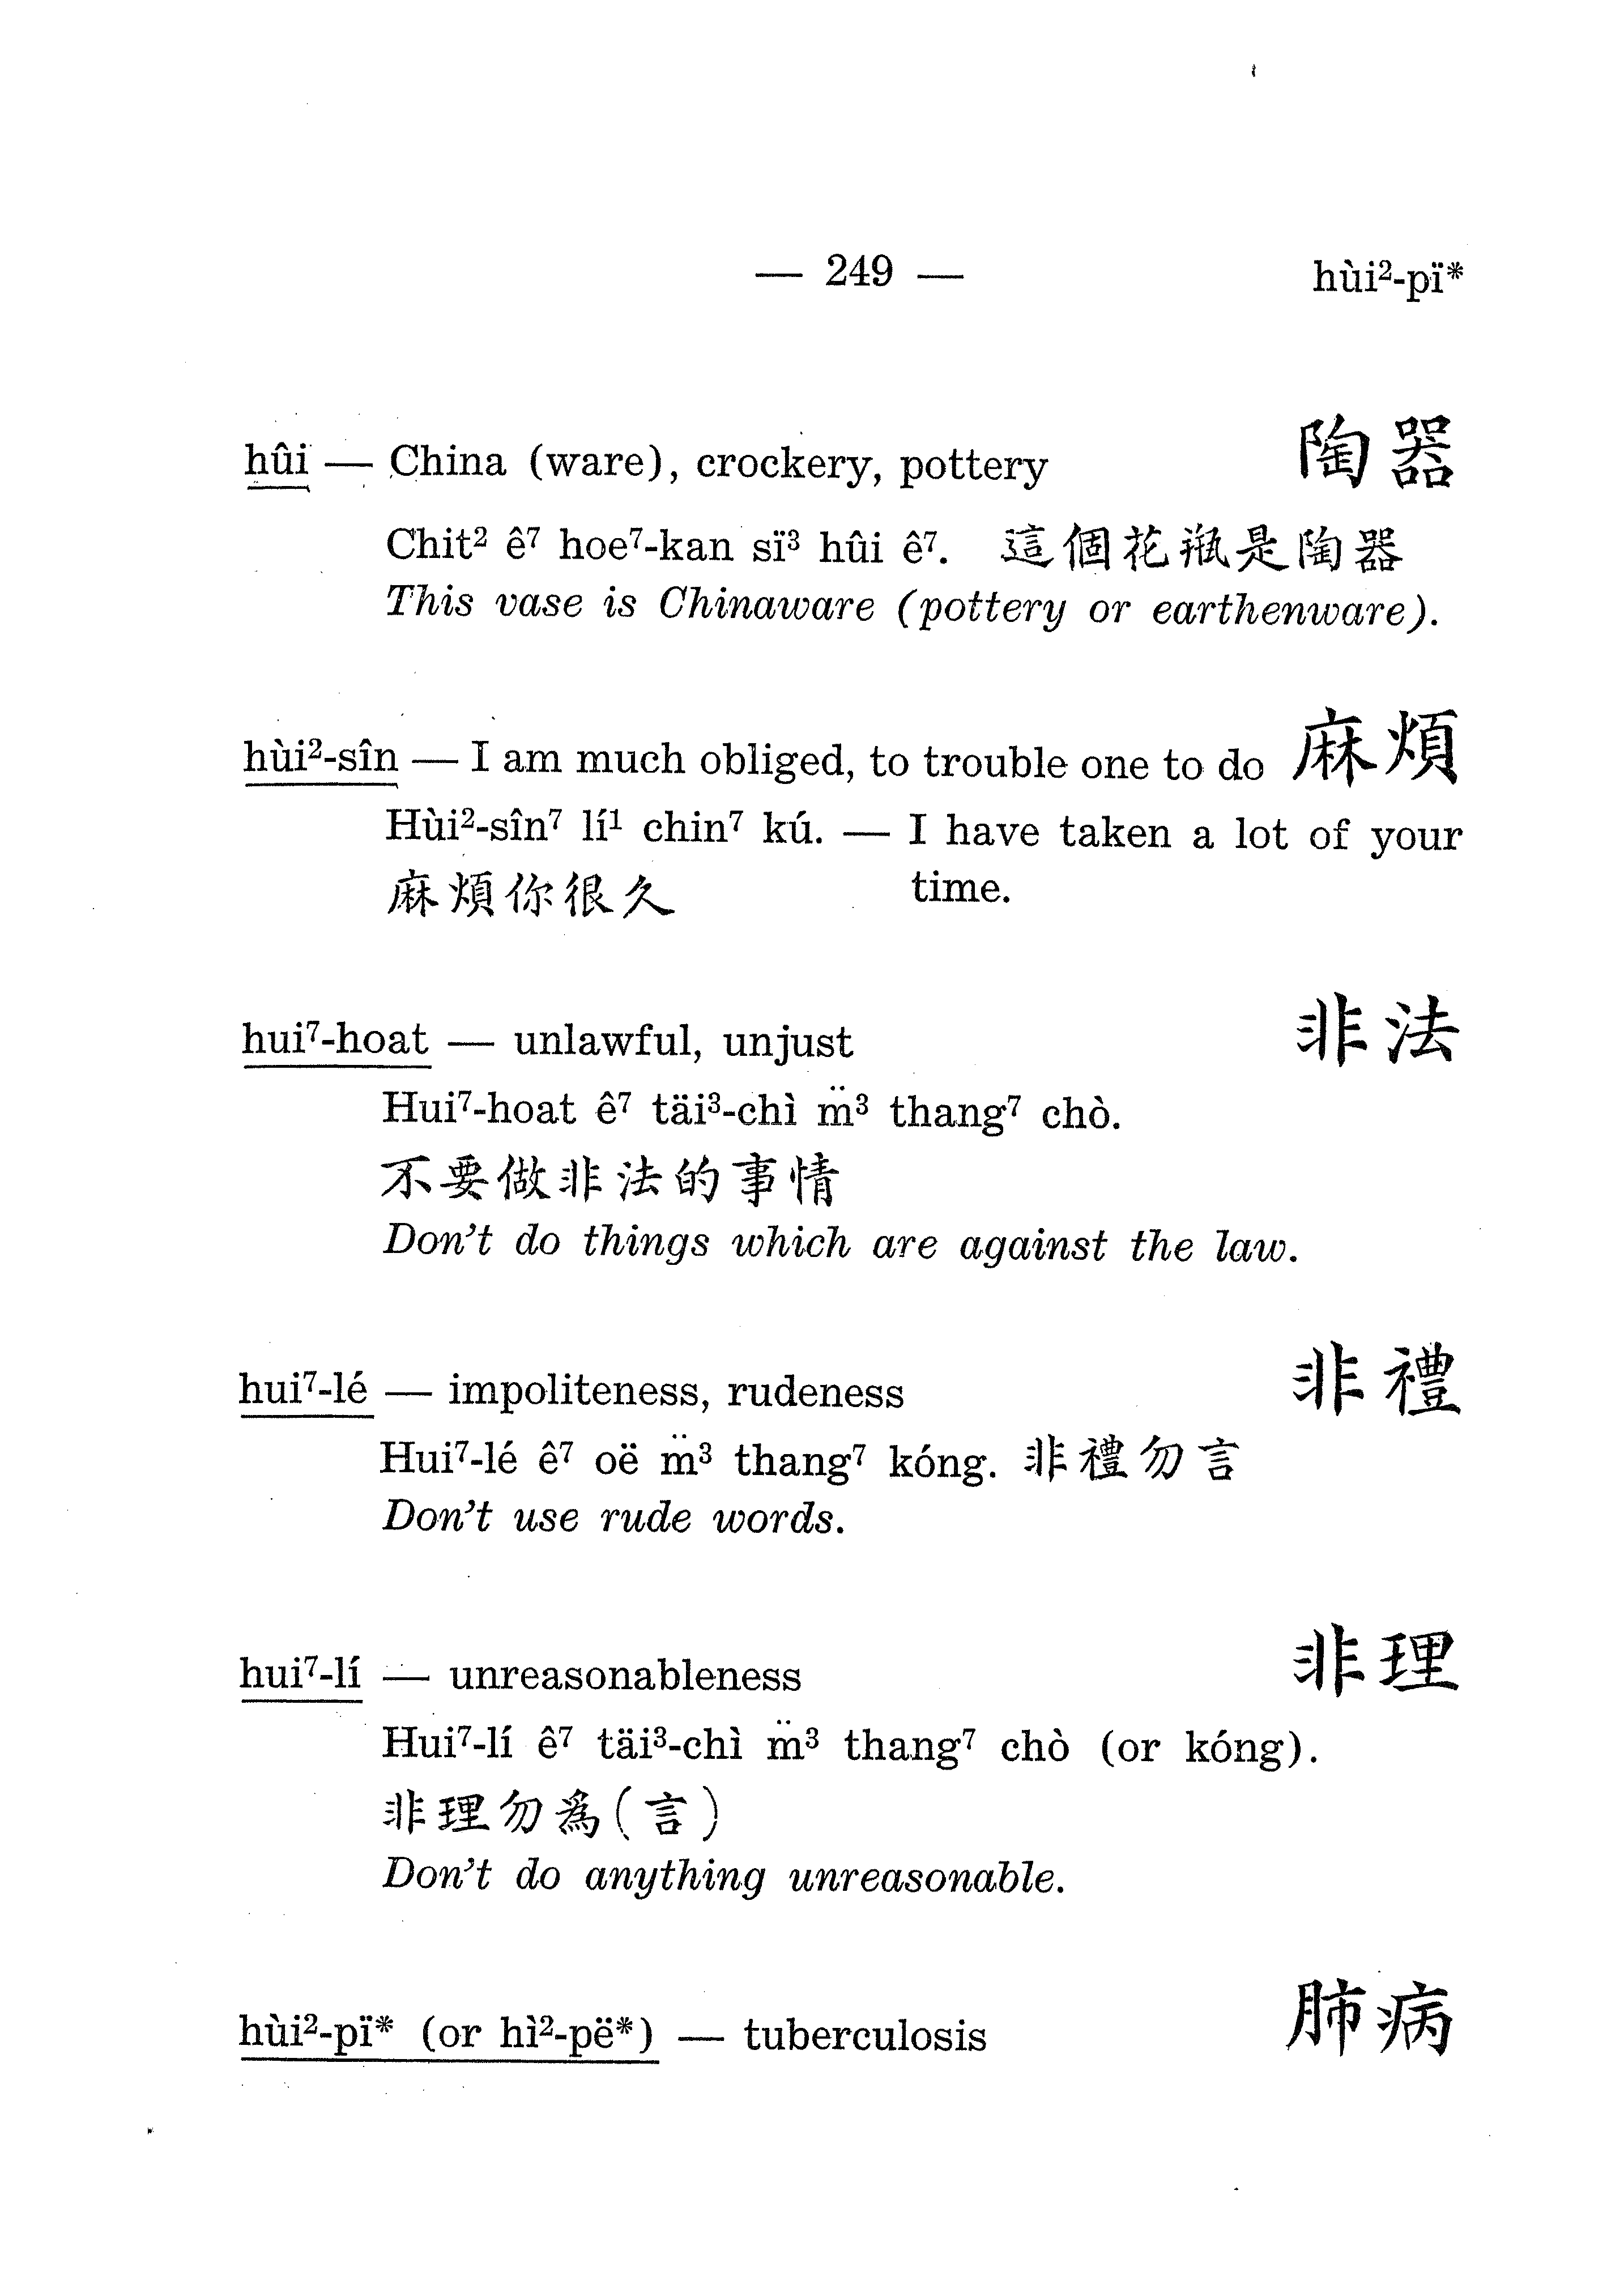 — 249 — hùi²-pï*
hûi — China (ware), crockery, pottery 陶器
Chit² ê⁷ hoe⁷-kan sï³ hûi ê⁷. 這個花瓶是陶器
This vase is Chinaware (pottery or earthenware).
hùi²-sîn — I am much obliged, to trouble one to do 麻煩
Hùi²-sîn⁷ lí¹ chin⁷ kú. — I have taken a lot of your
麻煩你很久 time.
hui⁷-hoat — unlawful, unjust 非法
Hui⁷-hoat ê⁷ täi³-chì m̈³ thang⁷ chò.
不要做非法的事情
Don't do things which are against the law.
hui⁷-lé — impoliteness, rudeness 非禮
Hui⁷-lé ê⁷ oë m̈³ thang⁷ kóng. 非禮勿言
Don't use rude words.
hui⁷-lí — unreasonableness 非理
Hui⁷-lí ê⁷ täi³-chì m̈³ thang⁷ chò (or kóng).
非理勿為(言)
Don't do anything unreasonable.
hùi²-pï* (or hì²-pë*) — tuberculosis 肺病